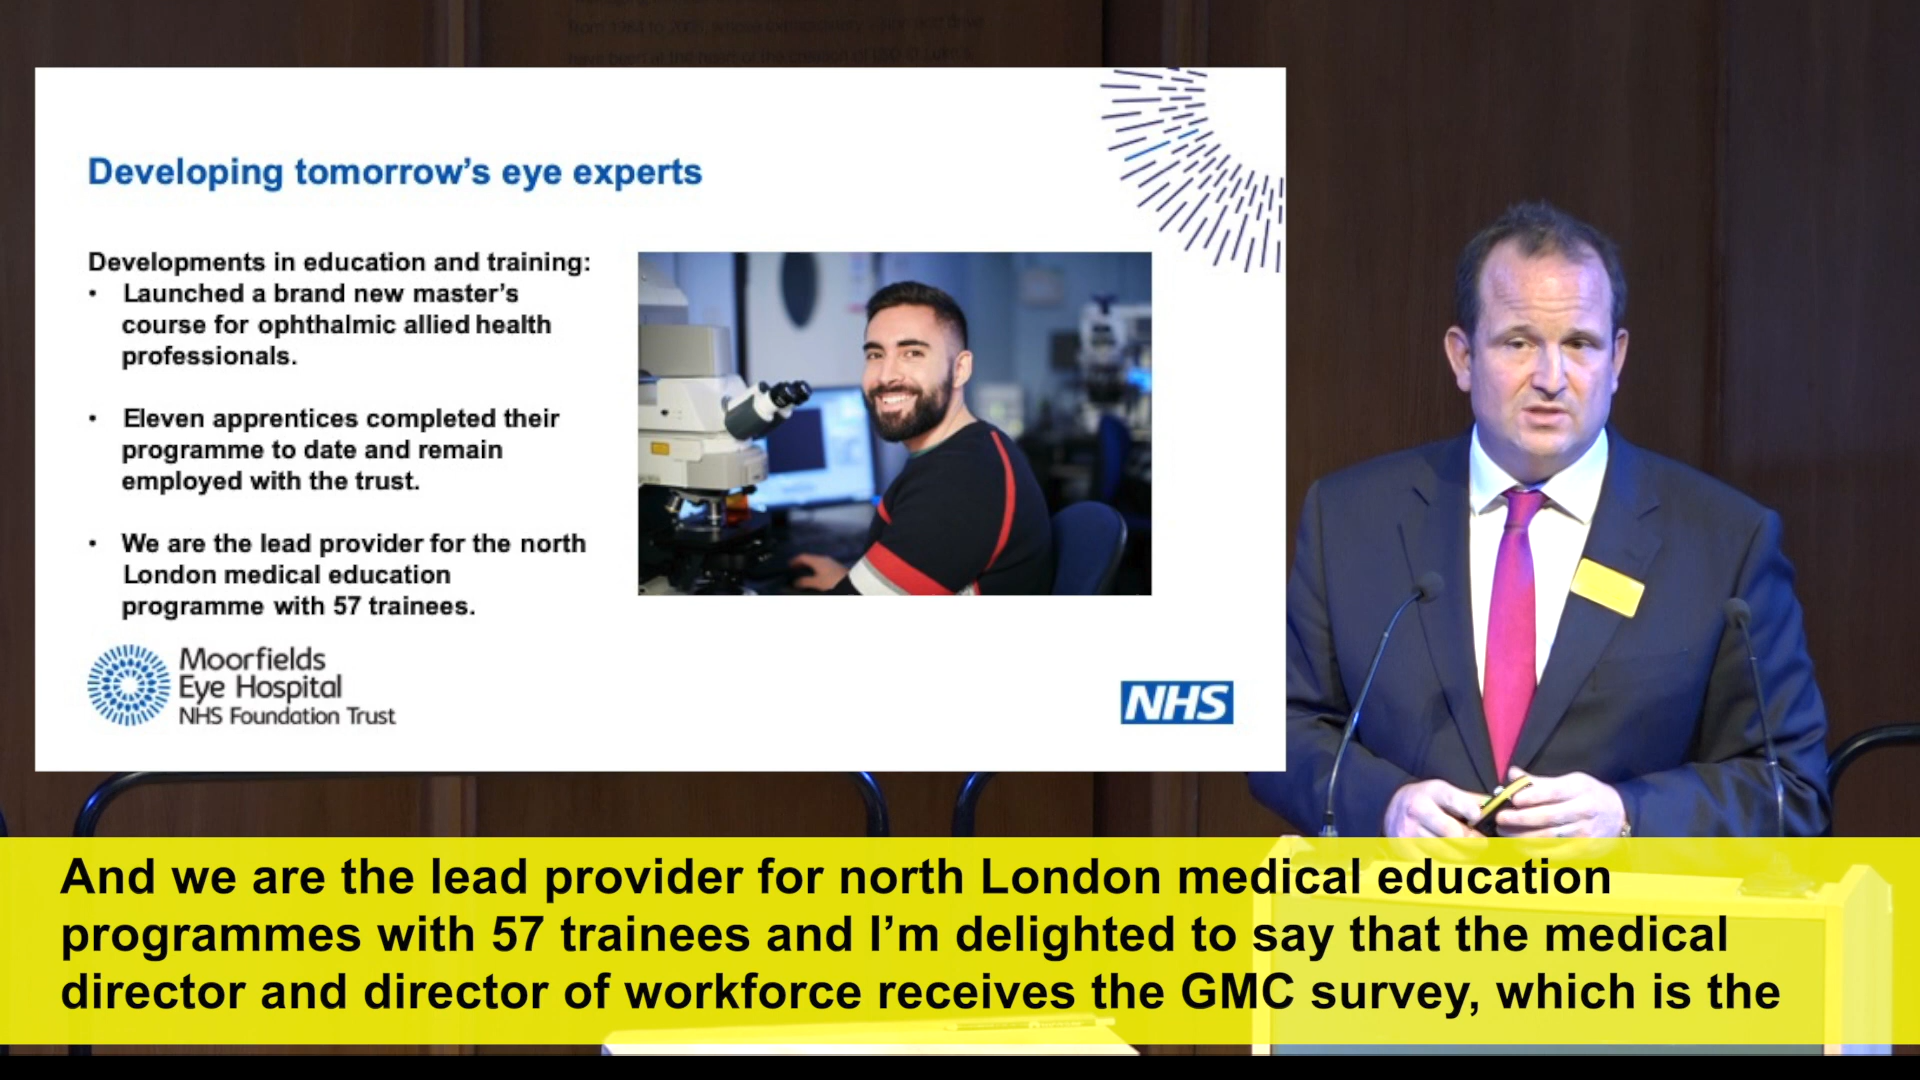 Developing tomorrow's eye experts
Developments in education and training:
• Launched a brand new master's
course for ophthalmic allied health
professionals.
• Eleven apprentices completed their
programme to date and remain
employed with the trust.
• We are the lead provider for the north
London medical education
programme with 57 trainees.
Moorfields
Eye Hospital
NHS Foundation Trust
NHS
And we are the lead provider for north London medical education
programmes with 57 trainees and I'm delighted to say that the medical
director and director of workforce receives the GMC survey, which is the